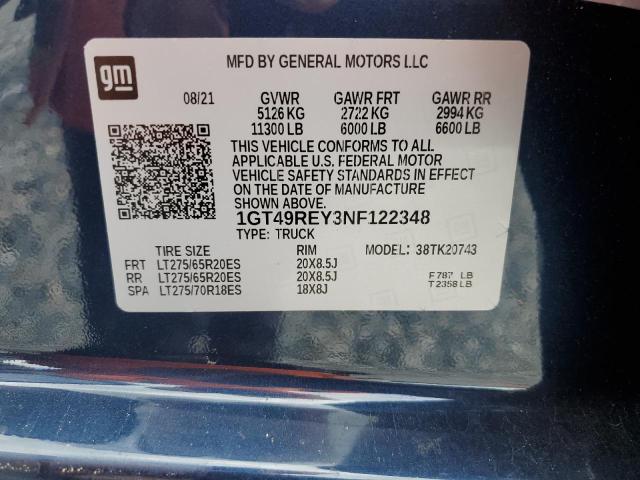 gm
MFD BY GENERAL MOTORS LLC
08/21 GVWR GAWR FRT GAWR RR
5126 KG 2722 KG 2994 KG
11300 LB 6000 LB 6600 LB
THIS VEHICLE CONFORMS TO ALL
APPLICABLE U.S. FEDERAL MOTOR
VEHICLE SAFETY STANDARDS IN EFFECT
ON THE DATE OF MANUFACTURE
SHOWN ABOVE.
1GT49REY3NF122348
TYPE: TRUCK
TIRE SIZE RIM MODEL: 38TK20743
FRT LT275/65R20ES 20X8.5J
RR LT275/65R20ES 20X8.5J F 787 LB
SPA LT275/70R18ES 18X8J T 2358 LB